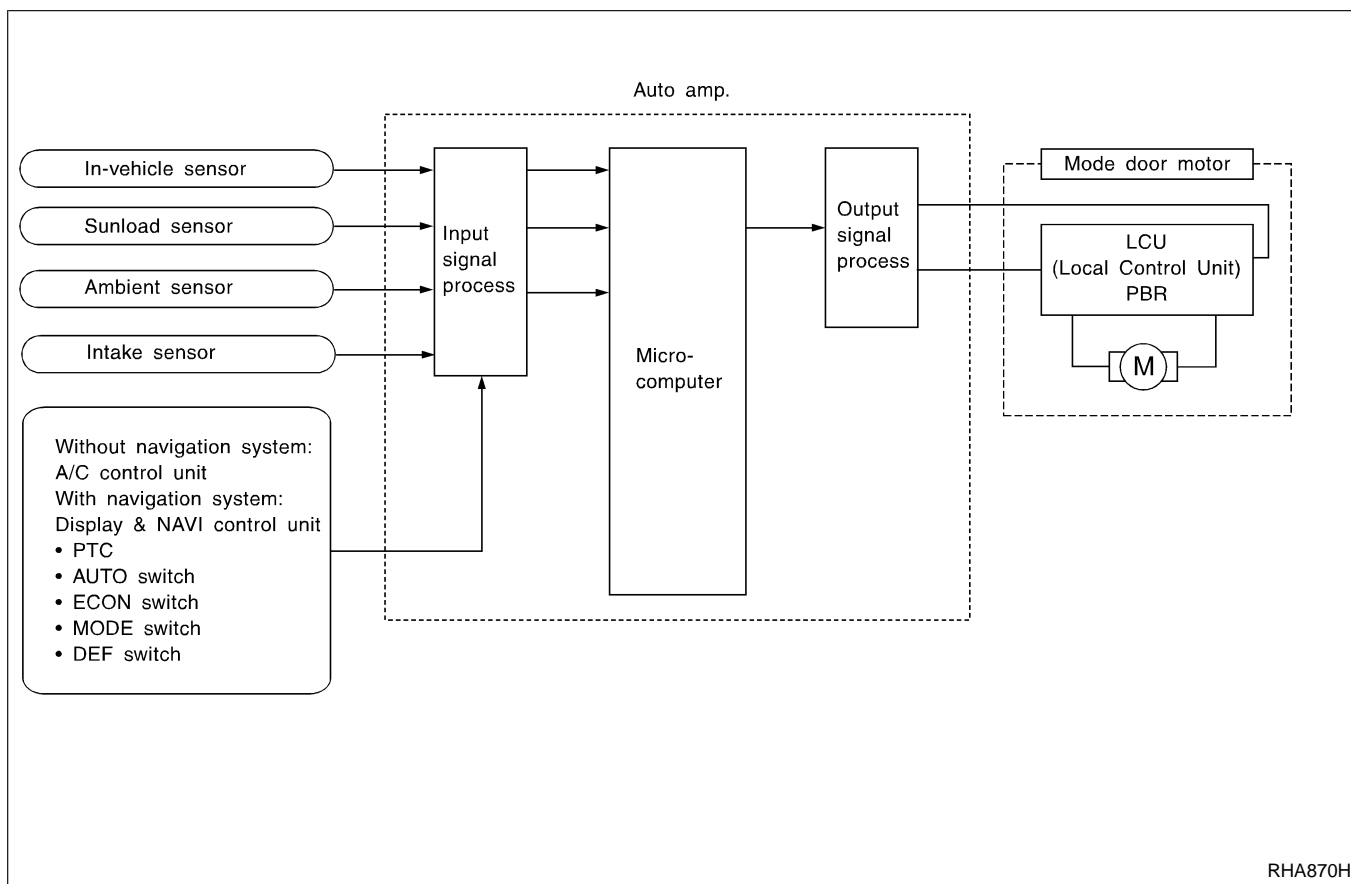 Auto amp.
In-vehicle sensor
Sunload sensor
Ambient sensor
Intake sensor
Without navigation system:
A/C control unit
With navigation system:
Display & NAVI control unit
• PTC
• AUTO switch
• ECON switch
• MODE switch
• DEF switch
Input
signal
process
Micro-
computer
Output
signal
process
Mode door motor
LCU
(Local Control Unit)
PBR
M
RHA870H